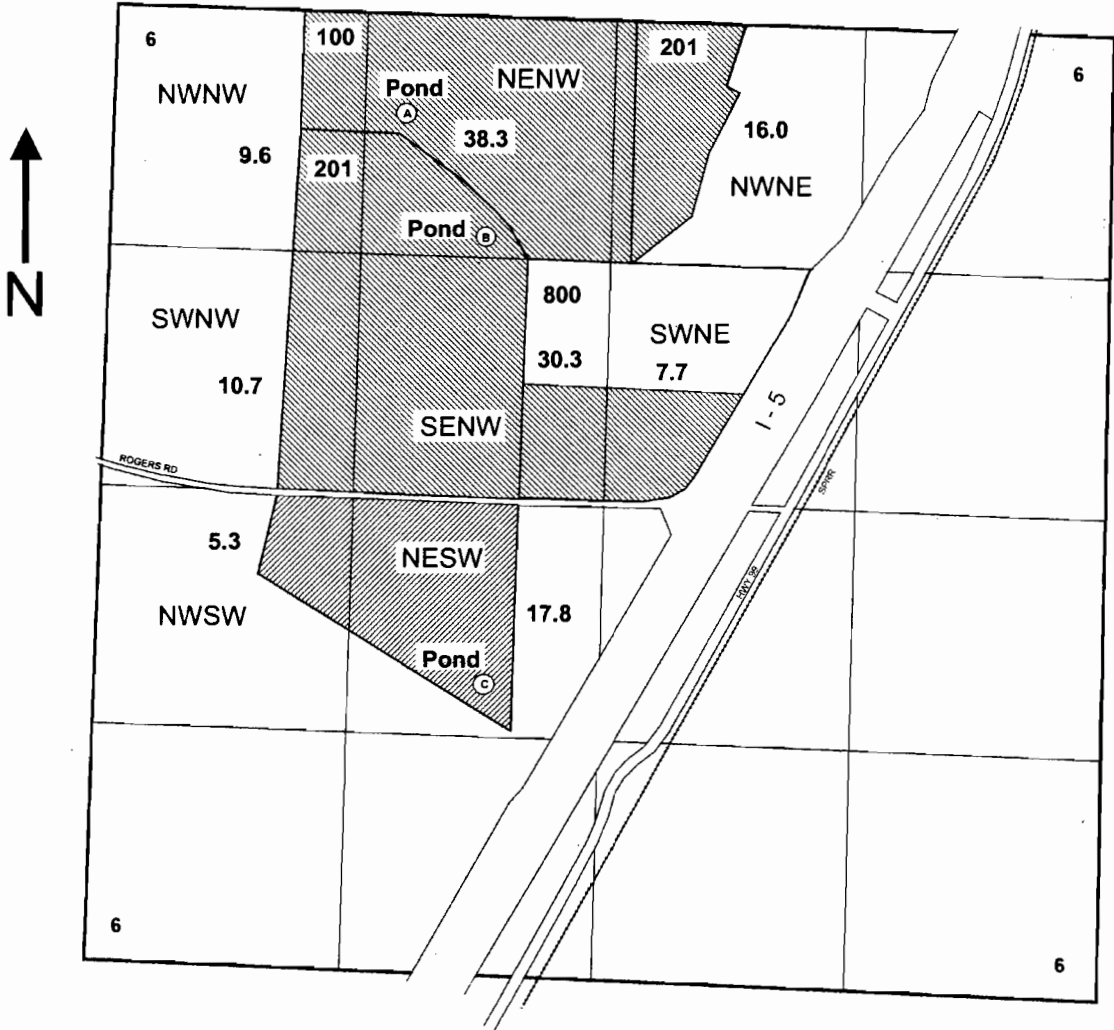 6
100
201
6
NWNW
Pond
A
NENW
9.6
38.3
16.0
201
NWNE
Pond
B
800
SWNW
SWNE
30.3
7.7
10.7
I - 5
SENW
ROGERS RD
SPRR
5.3
NESW
HWY 99
NWSW
17.8
Pond
C
N
6
6